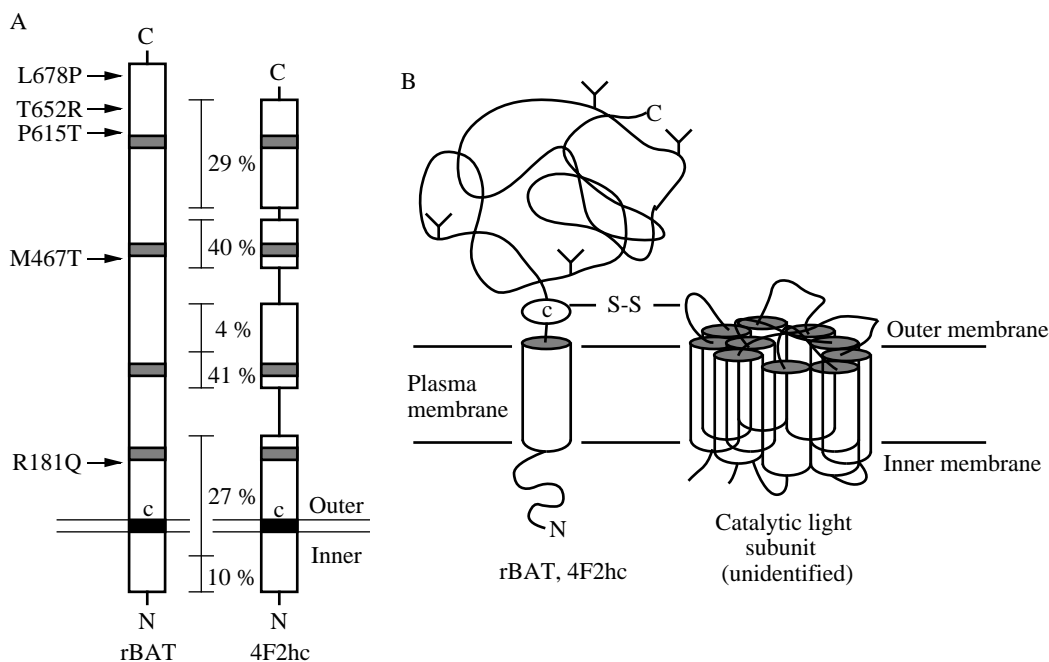 A
C
L678P
T652R
P615T
M467T
R181Q
c
N
rBAT
29 %
40 %
4 %
41 %
27 %
10 %
C
c
N
4F2hc
Outer
Inner
B
C
c
S-S
Plasma
membrane
N
rBAT, 4F2hc
Outer membrane
Inner membrane
Catalytic light
subunit
(unidentified)